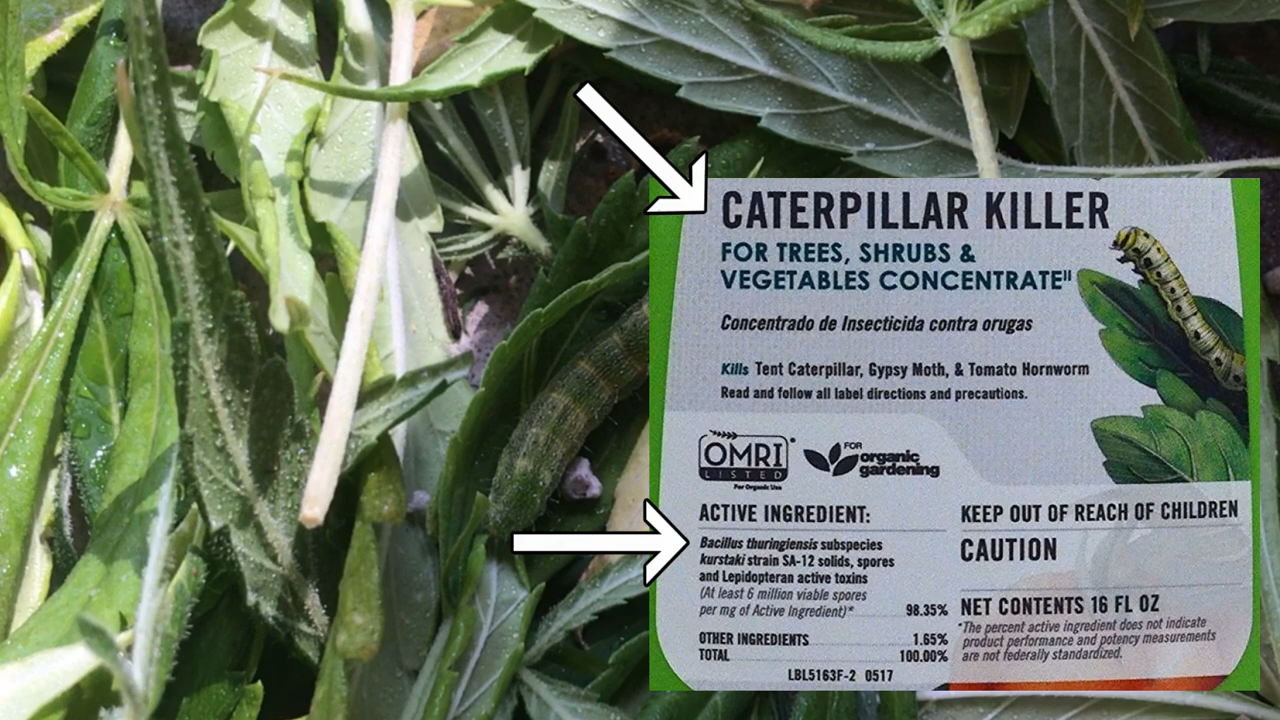 CATERPILLAR KILLER
FOR TREES, SHRUBS &
VEGETABLES CONCENTRATE"
Concentrado de Insecticida contra orugas
Kills Tent Caterpillar, Gypsy Moth, & Tomato Hornworm
Read and follow all label directions and precautions.
OMRI
LISTED
For Organic Use
FOR
organic
gardening
ACTIVE INGREDIENT:
Bacillus thuringiensis subspecies
kurstaki strain SA-12 solids, spores
and Lepidopteran active toxins
(At least 6 million viable spores
per mg of Active Ingredient)* 98.35%
OTHER INGREDIENTS 1.65%
TOTAL 100.00%
LBL5163F-2 0517
KEEP OUT OF REACH OF CHILDREN
CAUTION
NET CONTENTS 16 FL OZ
*The percent active ingredient does not indicate
product performance and potency measurements
are not federally standardized.